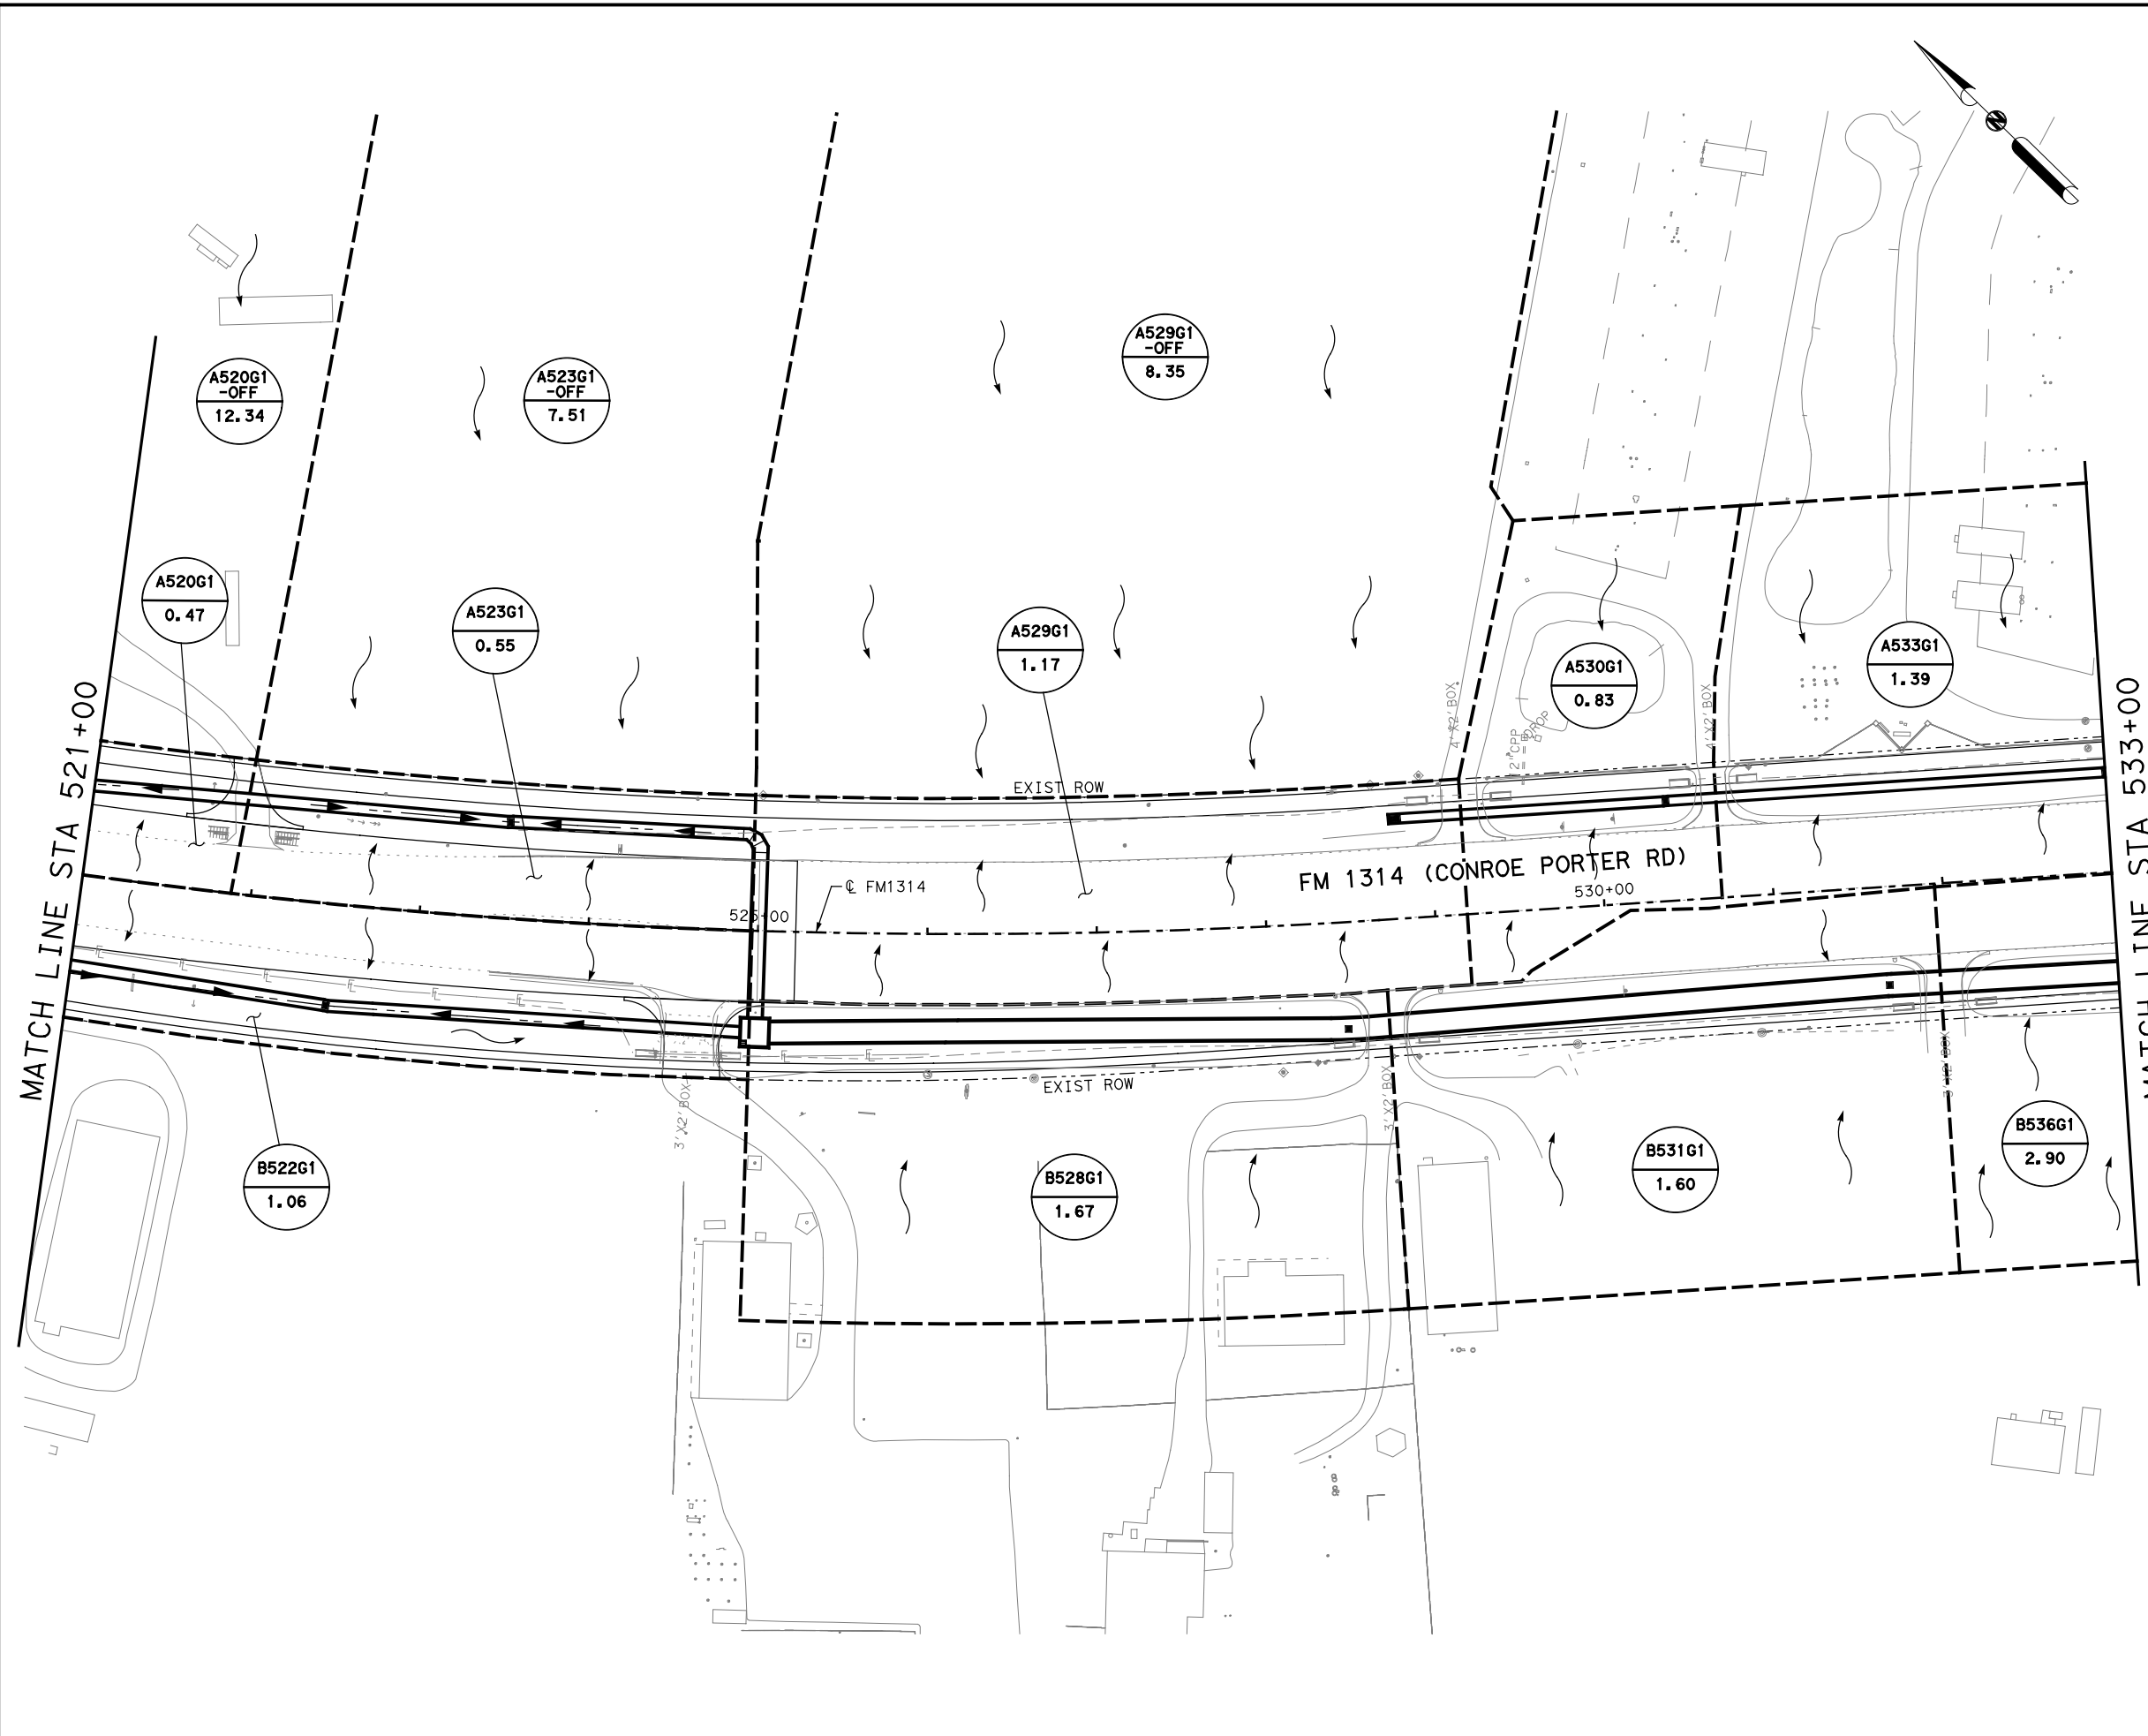 N
A520G1
-OFF
12.34
A523G1
-OFF
7.51
A529G1
-OFF
8.35
A520G1
0.47
A523G1
0.55
A529G1
1.17
A530G1
0.83
A533G1
1.39
MATCH LINE STA 521+00
MATCH LINE STA 533+00
4'X2'BOX
4'X2'BOX
DROP
EXIST ROW
FM 1314 (CONROE PORTER RD)
530+00
℄ FM1314
525+00
EXIST ROW
3'X2'BOX
3'X2'BOX
3'X2'BOX
B522G1
1.06
B528G1
1.67
B531G1
1.60
B536G1
2.90